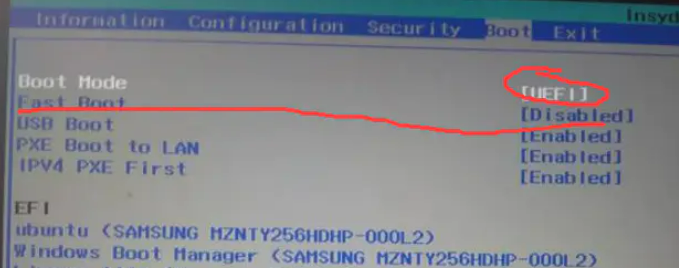 Insyd
Information Configuration Security Boot Exit
Boot Mode [UEFI]
Fast Boot [Disabled]
USB Boot [Enabled]
PXE Boot to LAN [Enabled]
IPV4 PXE First [Enabled]
EFI
ubuntu (SAMSUNG MZNTY256HDHP-000L2)
Windows Boot Manager (SAMSUNG MZNTY256HDHP-000L2)